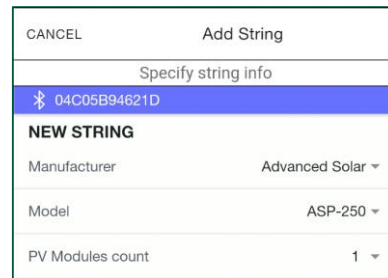 CANCEL Add String
Specify string info
04C05B94621D
NEW STRING
Manufacturer Advanced Solar
Model ASP-250
PV Modules count 1